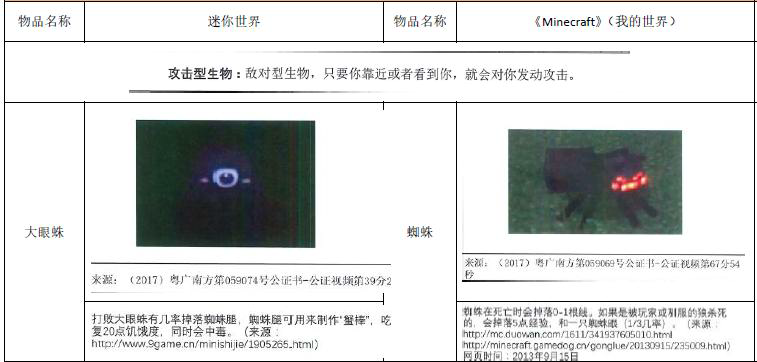 物品名称 迷你世界 物品名称 《Minecraft》（我的世界）
攻击型生物：敌对型生物，只要你靠近或者看到你，就会对你发动攻击。
大眼蛛
来源：（2017）粤广南方第059074号公证书-公证视频第39分2
打败大眼蛛有几率掉落蜘蛛腿，蜘蛛腿可用来制作“蟹棒”，吃
复20点饥饿度，同时会中毒。（来源：
http://www.9game.cn/minishijie/1905265.html）
蜘蛛
来源：（2017）粤广南方第059069号公证书-公证视频第67分54
秒
蜘蛛在死亡时会掉落0-1根线。如果是被玩家或驯服的狼杀死
的，会掉落5点经验，和一只蜘蛛眼（1/3几率）。（来源：
http://mc.duowan.com/1611/341937605010.html
http://minecraft.gamedog.cn/gonglue/20130915/235009.html）
网页时间：2013年9月15日